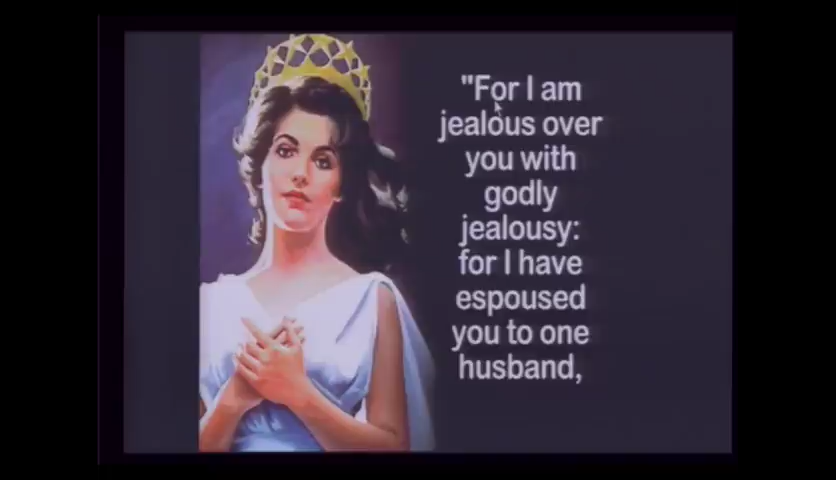 "For I am
jealous over
you with
godly
jealousy:
for I have
espoused
you to one
husband,